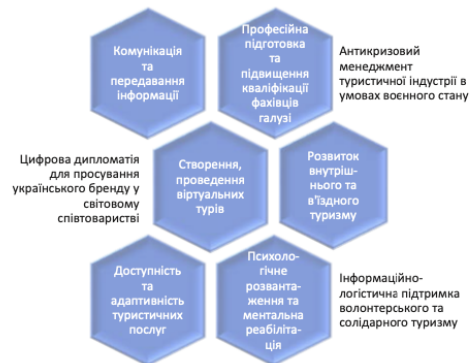 Комунікація
та
передавання
інформації
Професійна
підготовка
та
підвищення
кваліфікації
фахівців
галузі
Антикризовий
менеджмент
туристичної індустрії в
умовах воєнного стану
Цифрова дипломатія
для просування
українського бренду у
світовому
співтоваристві
Створення,
проведення
віртуальних
турів
Розвиток
внутріш-
нього та
в'їздного
туризму
Доступність
та
адаптивність
туристичних
послуг
Психоло-
гічне
розванта-
ження та
ментальна
реабіліта-
ція
Інформаційно-
логістична підтримка
волонтерського та
солідарного туризму